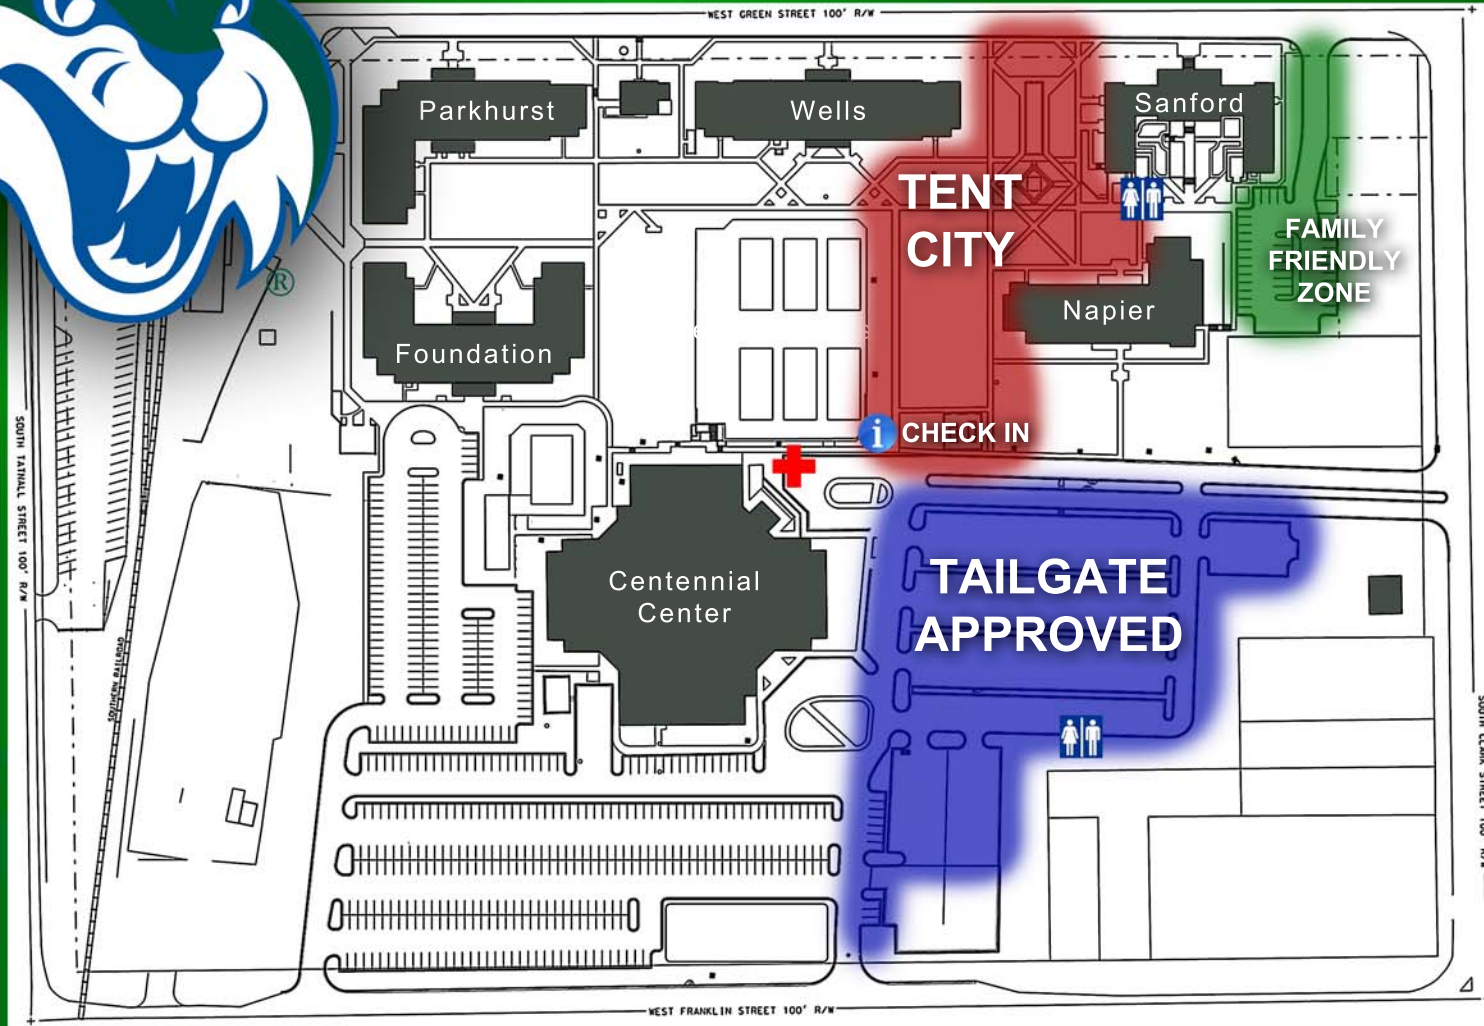 WEST GREEN STREET 100' R/W
Parkhurst
Wells
Sanford
TENT
CITY
FAMILY
FRIENDLY
ZONE
®
Napier
Foundation
CHECK IN
SOUTH TATNALL STREET 100' R/W
Centennial
Center
TAILGATE
APPROVED
SOUTHERN RAILROAD
WEST FRANKLIN STREET 100' R/W